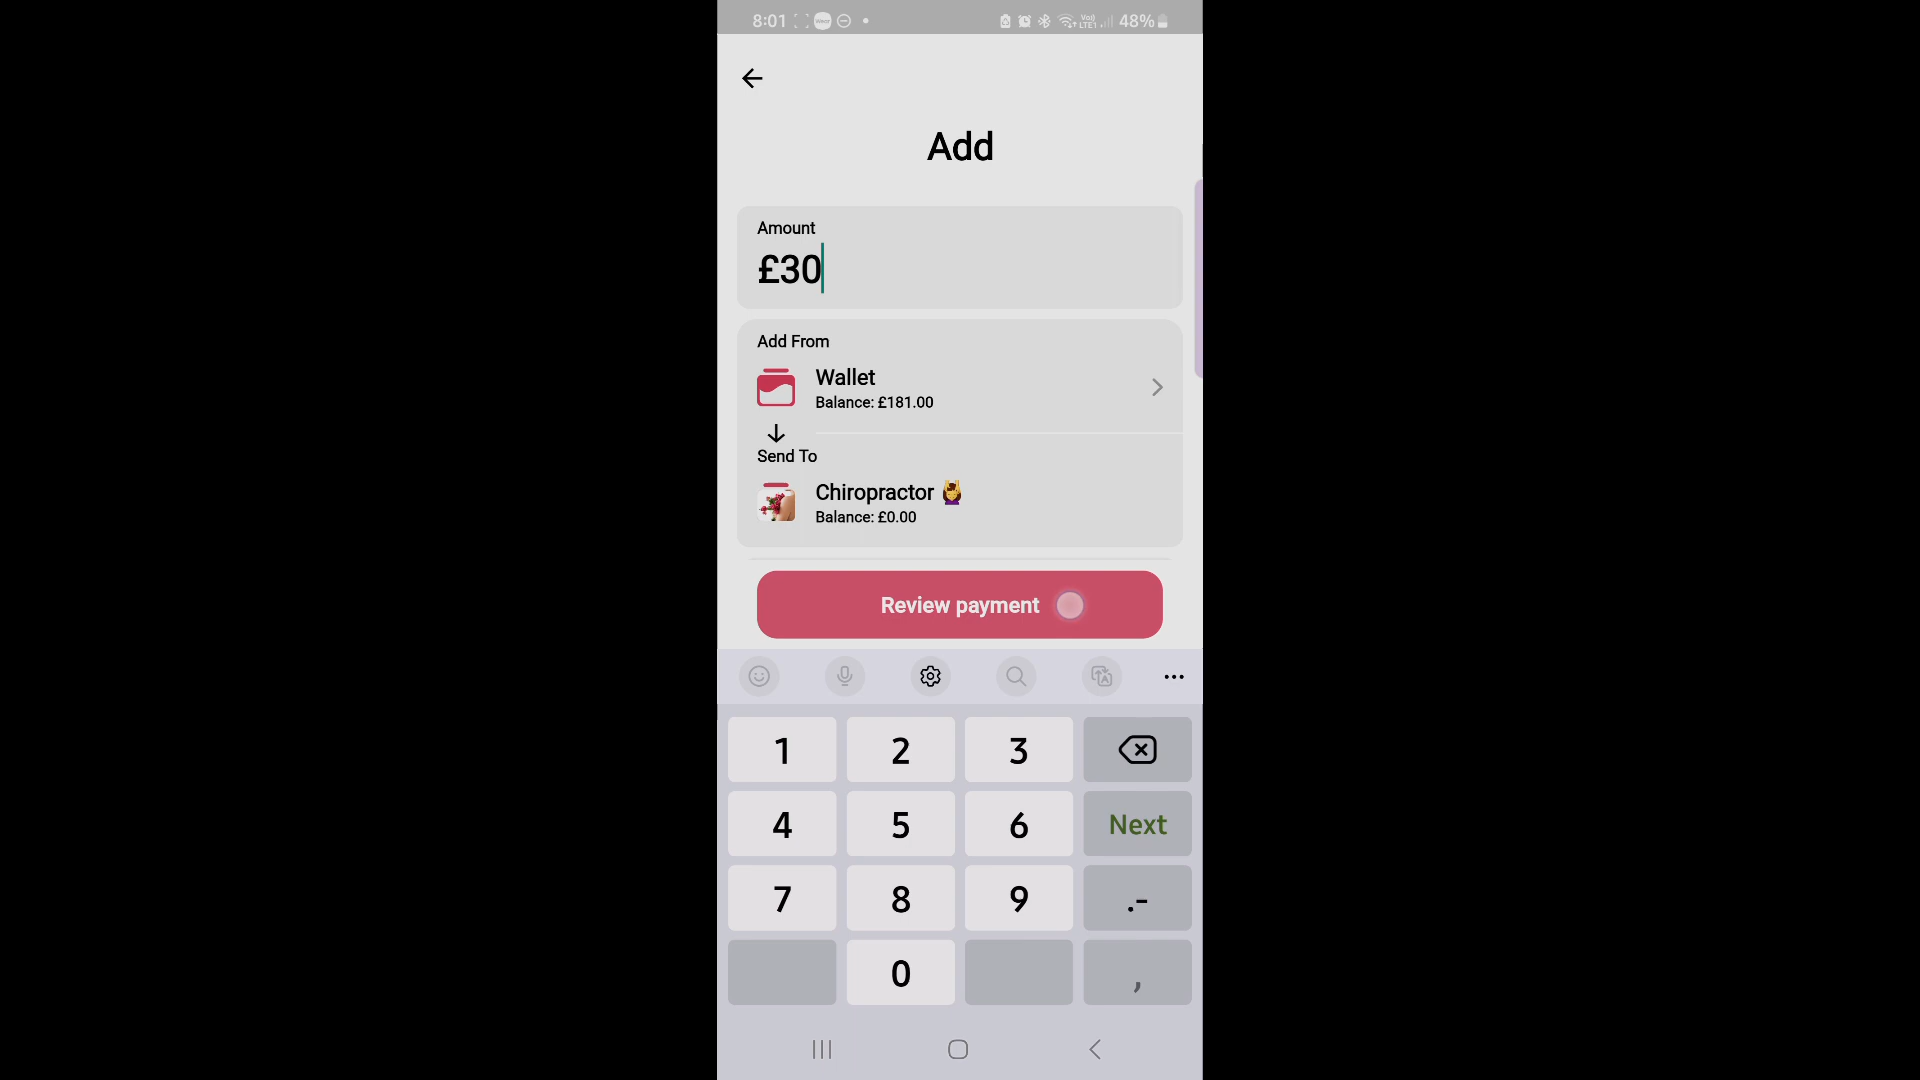 8:01
48%
Add
Amount
£30
Add From
Wallet
Balance: £181.00
Send To
Chiropractor
Balance: £0.00
Review payment
1 2 3
4 5 6 Next
7 8 9 .-
0 ,